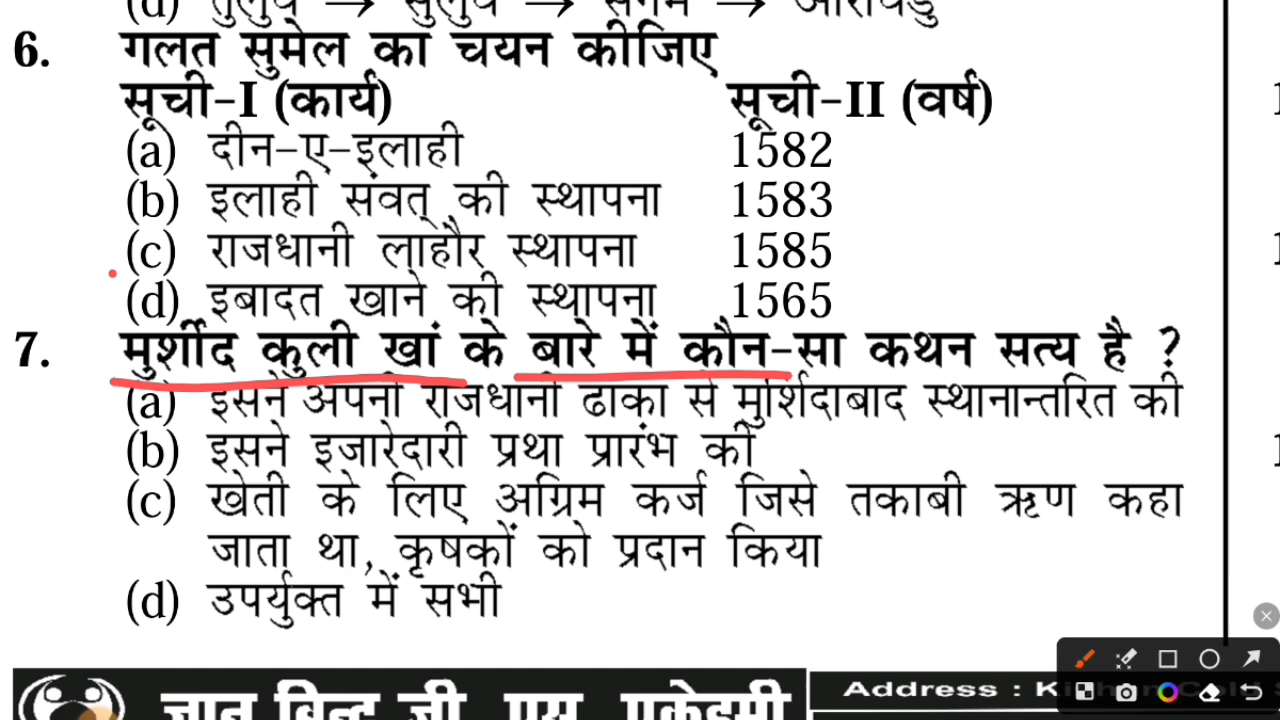 6. गलत सुमेल का चयन कीजिए
सूची-I (कार्य) सूची-II (वर्ष)
(a) दीन-ए-इलाही 1582
(b) इलाही संवत् की स्थापना 1583
(c) राजधानी लाहौर स्थापना 1585
(d) इबादत खाने की स्थापना 1565
7. मुर्शीद कुली खां के बारे में कौन-सा कथन सत्य है ?
(a) इसने अपनी राजधानी ढाका से मुर्शिदाबाद स्थानान्तरित की
(b) इसने इजारेदारी प्रथा प्रारंभ की
(c) खेती के लिए अग्रिम कर्ज जिसे तकाबी ऋण कहा
जाता था, कृषकों को प्रदान किया
(d) उपर्युक्त में सभी
Address :